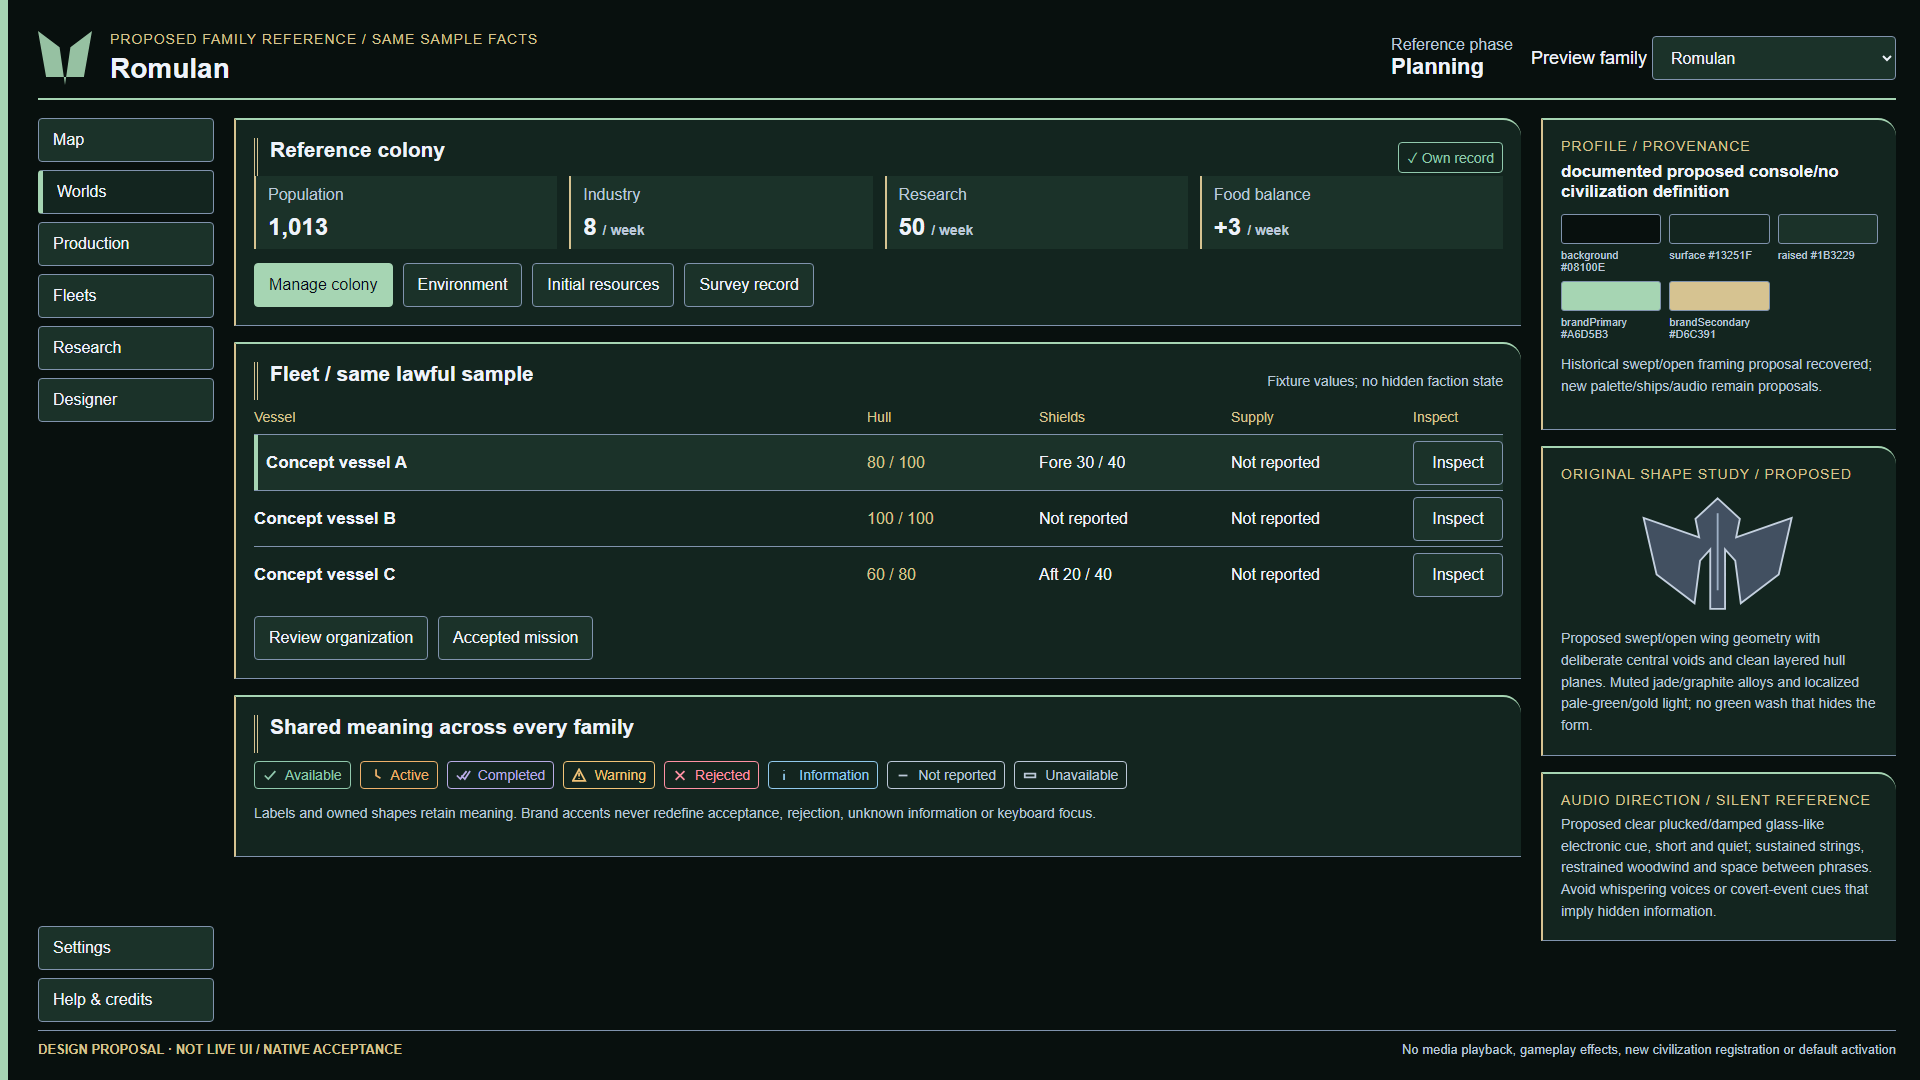 PROPOSED FAMILY REFERENCE / SAME SAMPLE FACTS
Romulan
Reference phase
Planning
Preview family
Romulan
Map
Worlds
Production
Fleets
Research
Designer
Settings
Help & credits
Reference colony
✓ Own record
Population
1,013
Industry
8 / week
Research
50 / week
Food balance
+3 / week
Manage colony
Environment
Initial resources
Survey record
Fleet / same lawful sample
Fixture values; no hidden faction state
Vessel Hull Shields Supply Inspect
Concept vessel A 80 / 100 Fore 30 / 40 Not reported Inspect
Concept vessel B 100 / 100 Not reported Not reported Inspect
Concept vessel C 60 / 80 Aft 20 / 40 Not reported Inspect
Review organization
Accepted mission
Shared meaning across every family
Available
Active
Completed
Warning
Rejected
Information
Not reported
Unavailable
Labels and owned shapes retain meaning. Brand accents never redefine acceptance, rejection, unknown information or keyboard focus.
PROFILE / PROVENANCE
documented proposed console/no
civilization definition
background
#08100E
surface #13251F
raised #1B3229
brandPrimary
#A6D5B3
brandSecondary
#D6C391
Historical swept/open framing proposal recovered;
new palette/ships/audio remain proposals.
ORIGINAL SHAPE STUDY / PROPOSED
Proposed swept/open wing geometry with
deliberate central voids and clean layered hull
planes. Muted jade/graphite alloys and localized
pale-green/gold light; no green wash that hides the
form.
AUDIO DIRECTION / SILENT REFERENCE
Proposed clear plucked/damped glass-like
electronic cue, short and quiet; sustained strings,
restrained woodwind and space between phrases.
Avoid whispering voices or covert-event cues that
imply hidden information.
DESIGN PROPOSAL · NOT LIVE UI / NATIVE ACCEPTANCE
No media playback, gameplay effects, new civilization registration or default activation